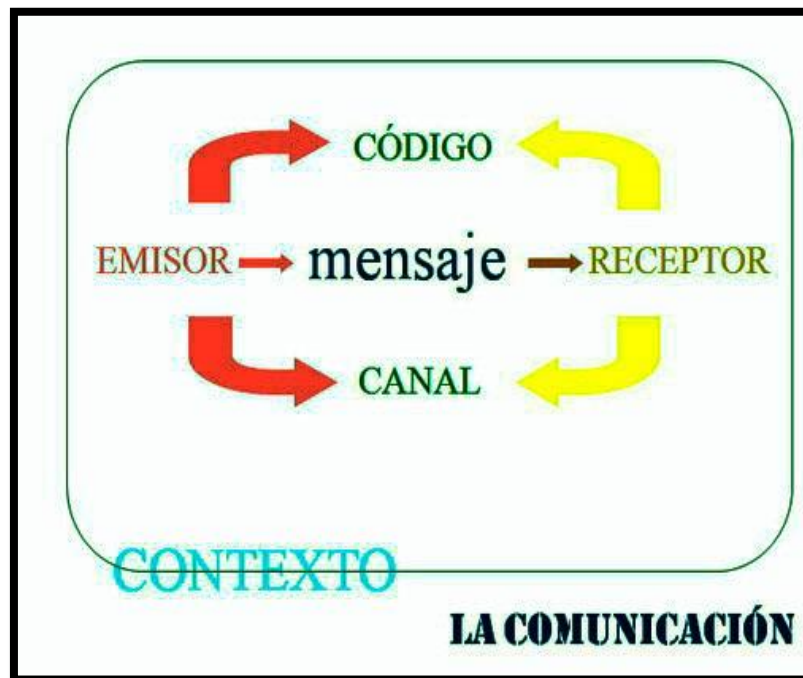 CÓDIGO
EMISOR mensaje RECEPTOR
CANAL
CONTEXTO
LA COMUNICACIÓN